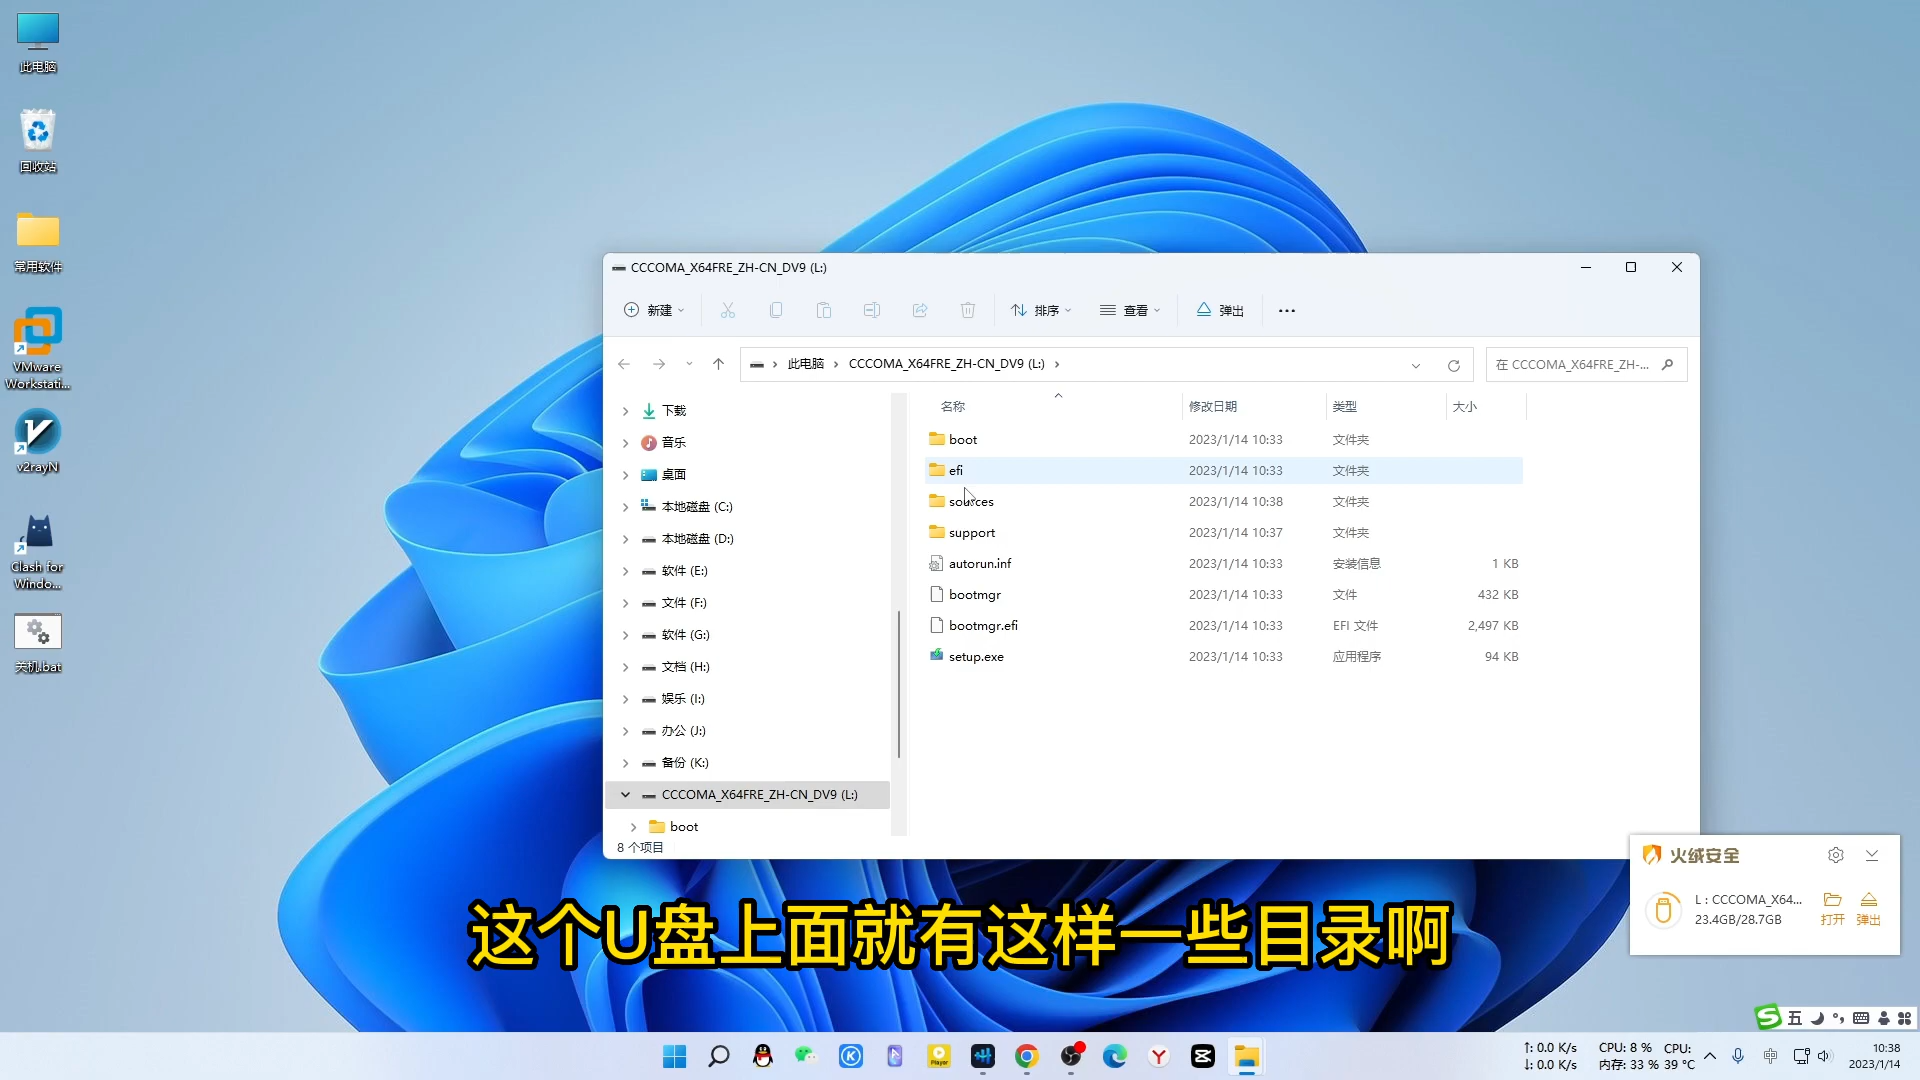 此电脑
回收站
常用软件
VMware
Workstati...
v2rayN
Clash for
Windo...
关机.bat
CCCOMA_X64FRE_ZH-CN_DV9 (L:)
新建
排序
查看
弹出
此电脑 › CCCOMA_X64FRE_ZH-CN_DV9 (L:) ›
在 CCCOMA_X64FRE_ZH-...
下载
音乐
桌面
本地磁盘 (C:)
本地磁盘 (D:)
软件 (E:)
文件 (F:)
软件 (G:)
文档 (H:)
娱乐 (I:)
办公 (J:)
备份 (K:)
CCCOMA_X64FRE_ZH-CN_DV9 (L:)
boot
8 个项目
名称 修改日期 类型 大小
boot 2023/1/14 10:33 文件夹
efi 2023/1/14 10:33 文件夹
sources 2023/1/14 10:38 文件夹
support 2023/1/14 10:37 文件夹
autorun.inf 2023/1/14 10:33 安装信息 1 KB
bootmgr 2023/1/14 10:33 文件 432 KB
bootmgr.efi 2023/1/14 10:33 EFI 文件 2,497 KB
setup.exe 2023/1/14 10:33 应用程序 94 KB
火绒安全
L : CCCOMA_X64...
23.4GB/28.7GB
打开 弹出
这个U盘上面就有这样一些目录啊
五
Player
↑: 0.0 K/s CPU: 8 % CPU:
↓: 0.0 K/s 内存: 33 % 39 °C
中
10:38
2023/1/14